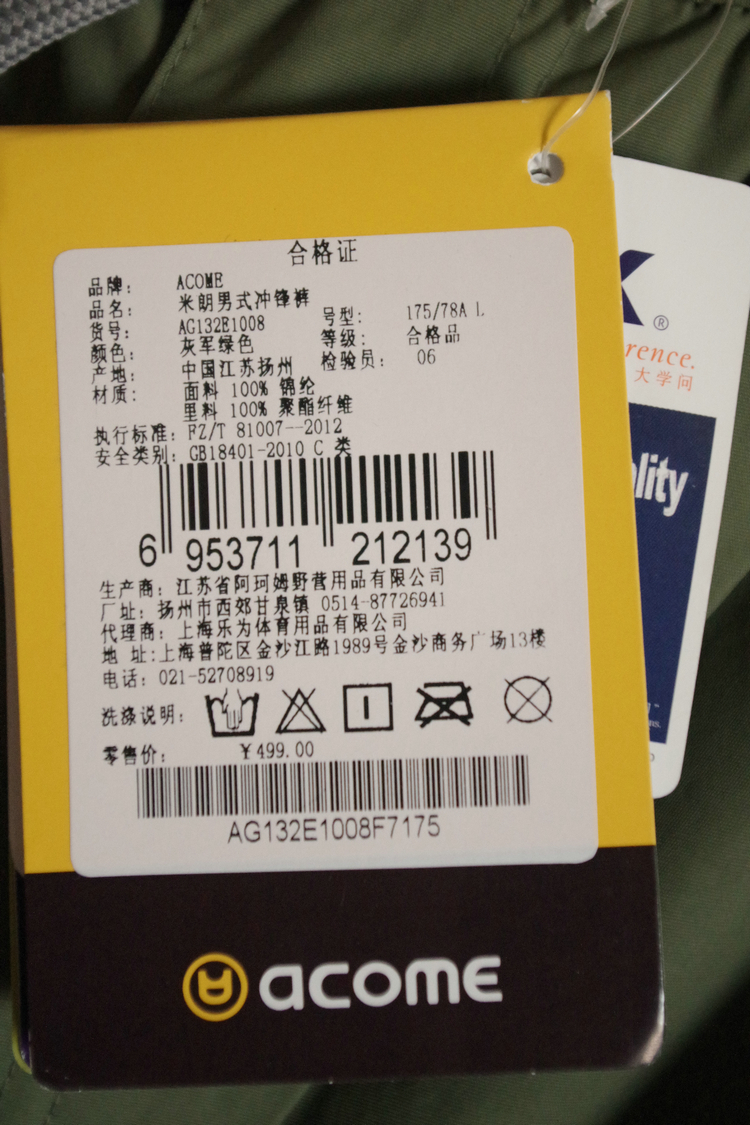 合格证
品牌: ACOME
品名: 米朗男式冲锋裤
货号: AG132E1008 号型: 175/78A L
颜色: 灰军绿色 等级: 合格品
产地: 中国江苏扬州 检验员: 06
材质: 面料 100% 锦纶
里料 100% 聚酯纤维
执行标准: FZ/T 81007--2012
安全类别: GB18401-2010 C 类
6 953711 212139
生产商: 江苏省阿珂姆野营用品有限公司
厂址: 扬州市西郊甘泉镇 0514-87726941
代理商: 上海乐为体育用品有限公司
地 址:上海普陀区金沙江路1989号金沙商务广场13楼
电话: 021-52708919
洗涤说明:
零售价: ¥499.00
AG132E1008F7175
acome
®
rence.
大学问
ality